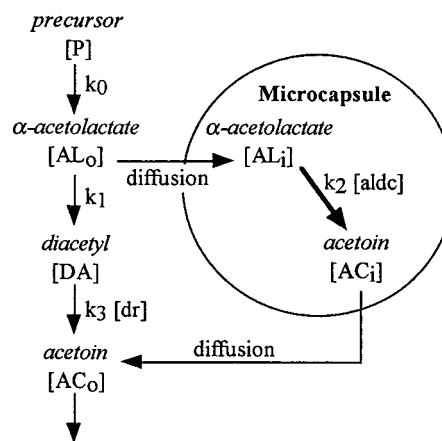 precursor
[P]
k0
α-acetolactate
[ALo]
k1
diacetyl
[DA]
k3 [dr]
acetoin
[ACo]
diffusion
Microcapsule
α-acetolactate
[ALi]
k2 [aldc]
acetoin
[ACi]
diffusion